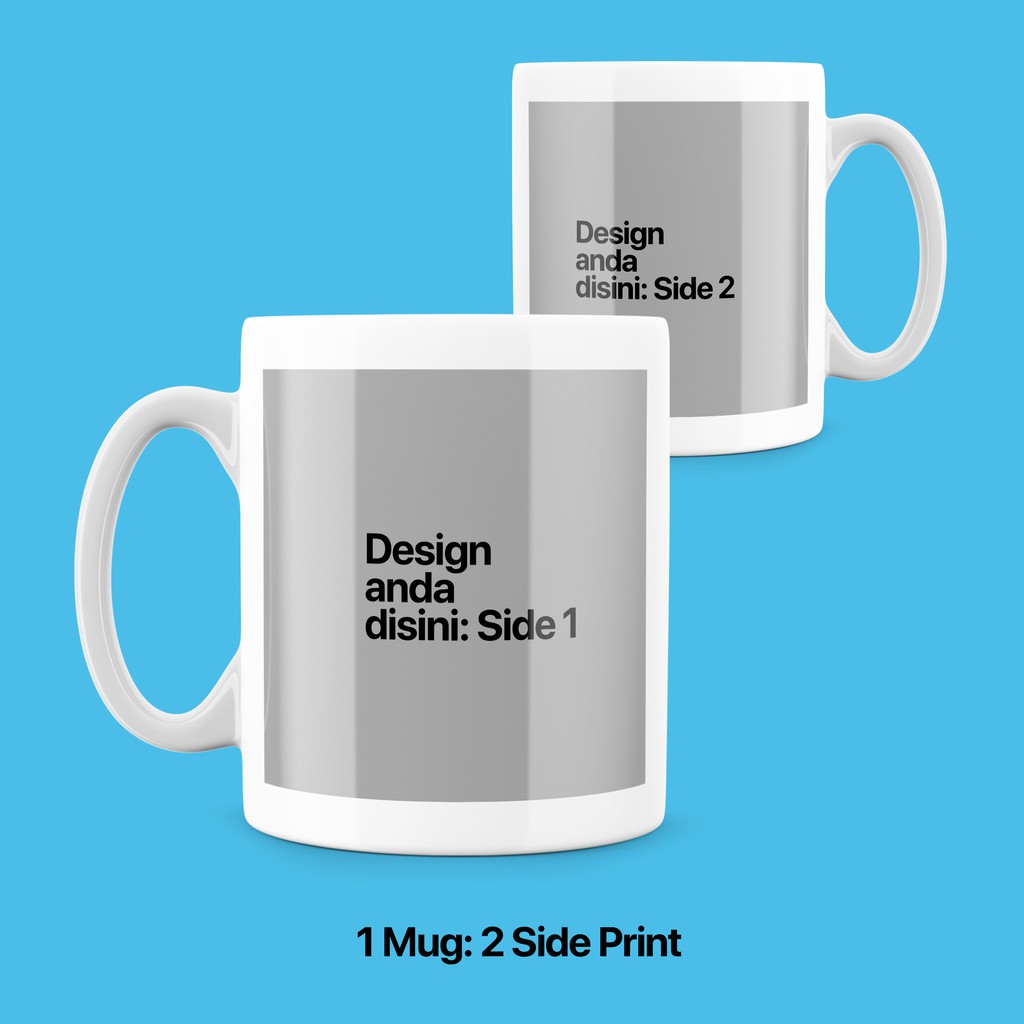 Design
anda
disini: Side 2
Design
anda
disini: Side 1
1 Mug: 2 Side Print